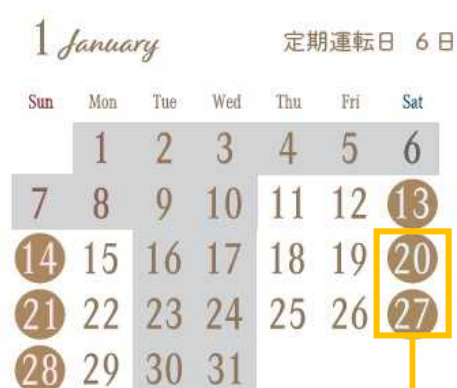 1 January 定期運転日 6日
Sun Mon Tue Wed Thu Fri Sat
1 2 3 4 5 6
7 8 9 10 11 12 13
14 15 16 17 18 19 20
21 22 23 24 25 26 27
28 29 30 31